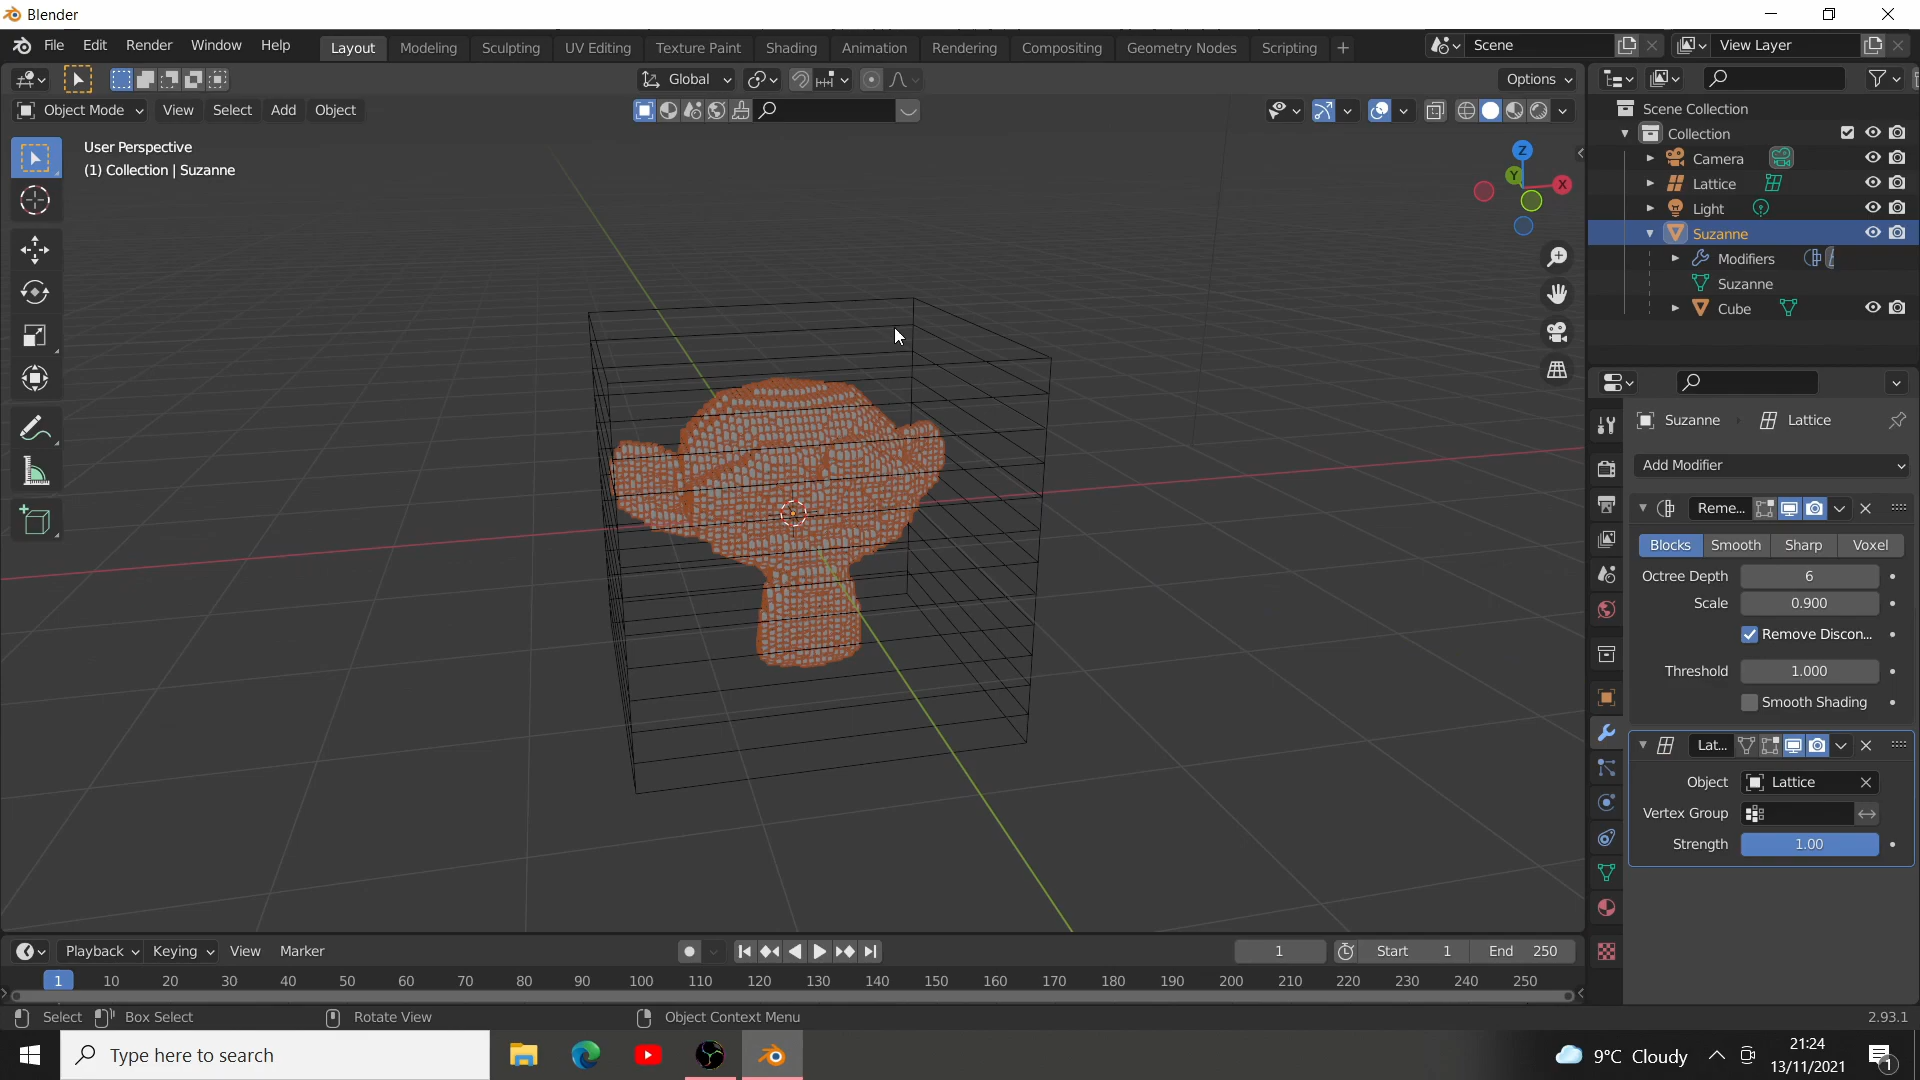 Blender
File Edit Render Window Help Layout Modeling Sculpting UV Editing Texture Paint Shading Animation Rendering Compositing Geometry Nodes Scripting + Scene View Layer
Global Options
Object Mode View Select Add Object
User Perspective
(1) Collection | Suzanne
Z
Y
X
Scene Collection
Collection
Camera
Lattice
Light
Suzanne
Modifiers
Suzanne
Cube
Suzanne Lattice
Add Modifier
Reme...
Blocks Smooth Sharp Voxel
Octree Depth 6
Scale 0.900
Remove Discon...
Threshold 1.000
Smooth Shading
Lat...
Object Lattice
Vertex Group
Strength 1.00
Playback Keying View Marker 1 Start 1 End 250
1 10 20 30 40 50 60 70 80 90 100 110 120 130 140 150 160 170 180 190 200 210 220 230 240 250
Select Box Select Rotate View Object Context Menu 2.93.1
Type here to search 9°C Cloudy
21:24
13/11/2021
1